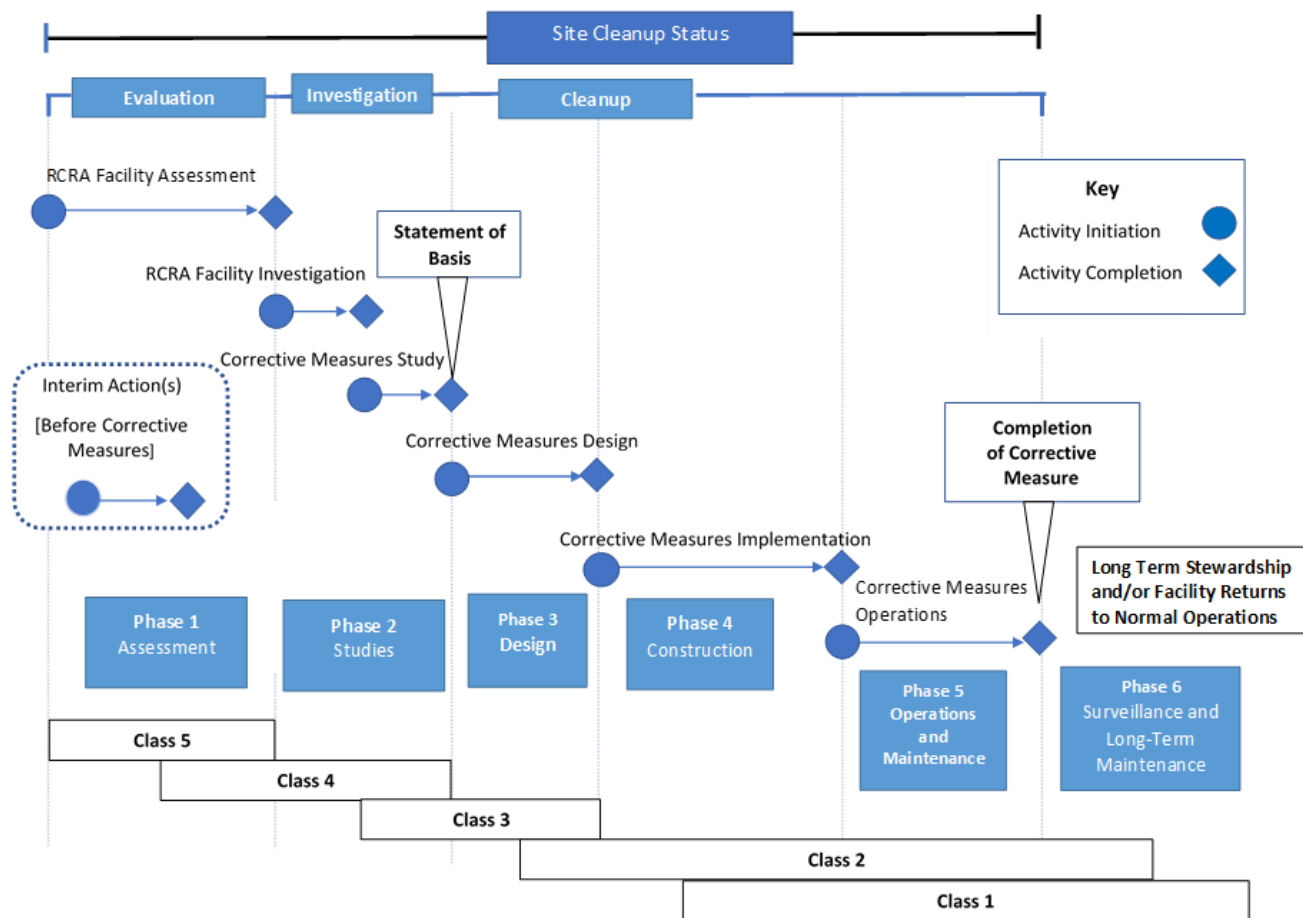 Site Cleanup Status
Evaluation
Investigation
Cleanup
RCRA Facility Assessment
Key
Activity Initiation
Activity Completion
Statement of
Basis
RCRA Facility Investigation
Corrective Measures Study
Interim Action(s)
[Before Corrective
Measures]
Corrective Measures Design
Completion
of Corrective
Measure
Corrective Measures Implementation
Corrective Measures
Operations
Long Term Stewardship
and/or Facility Returns
to Normal Operations
Phase 1
Assessment
Phase 2
Studies
Phase 3
Design
Phase 4
Construction
Phase 5
Operations
and
Maintenance
Phase 6
Surveillance and
Long-Term
Maintenance
Class 5
Class 4
Class 3
Class 2
Class 1